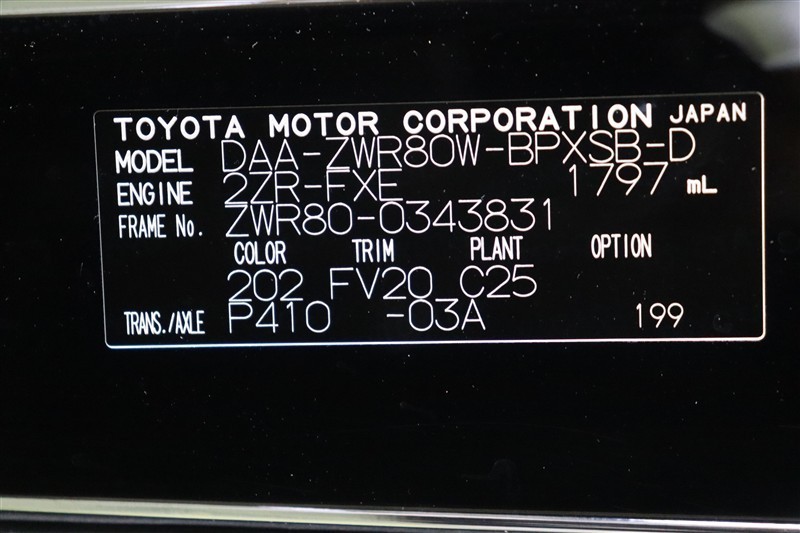 TOYOTA MOTOR CORPORATION JAPAN
MODEL DAA-ZWR80W-BPXSB-D
ENGINE 2ZR-FXE 1797 mL
FRAME No. ZWR80-0343831
COLOR TRIM PLANT OPTION
202 FV20 C25
TRANS./AXLE P410 -03A 199